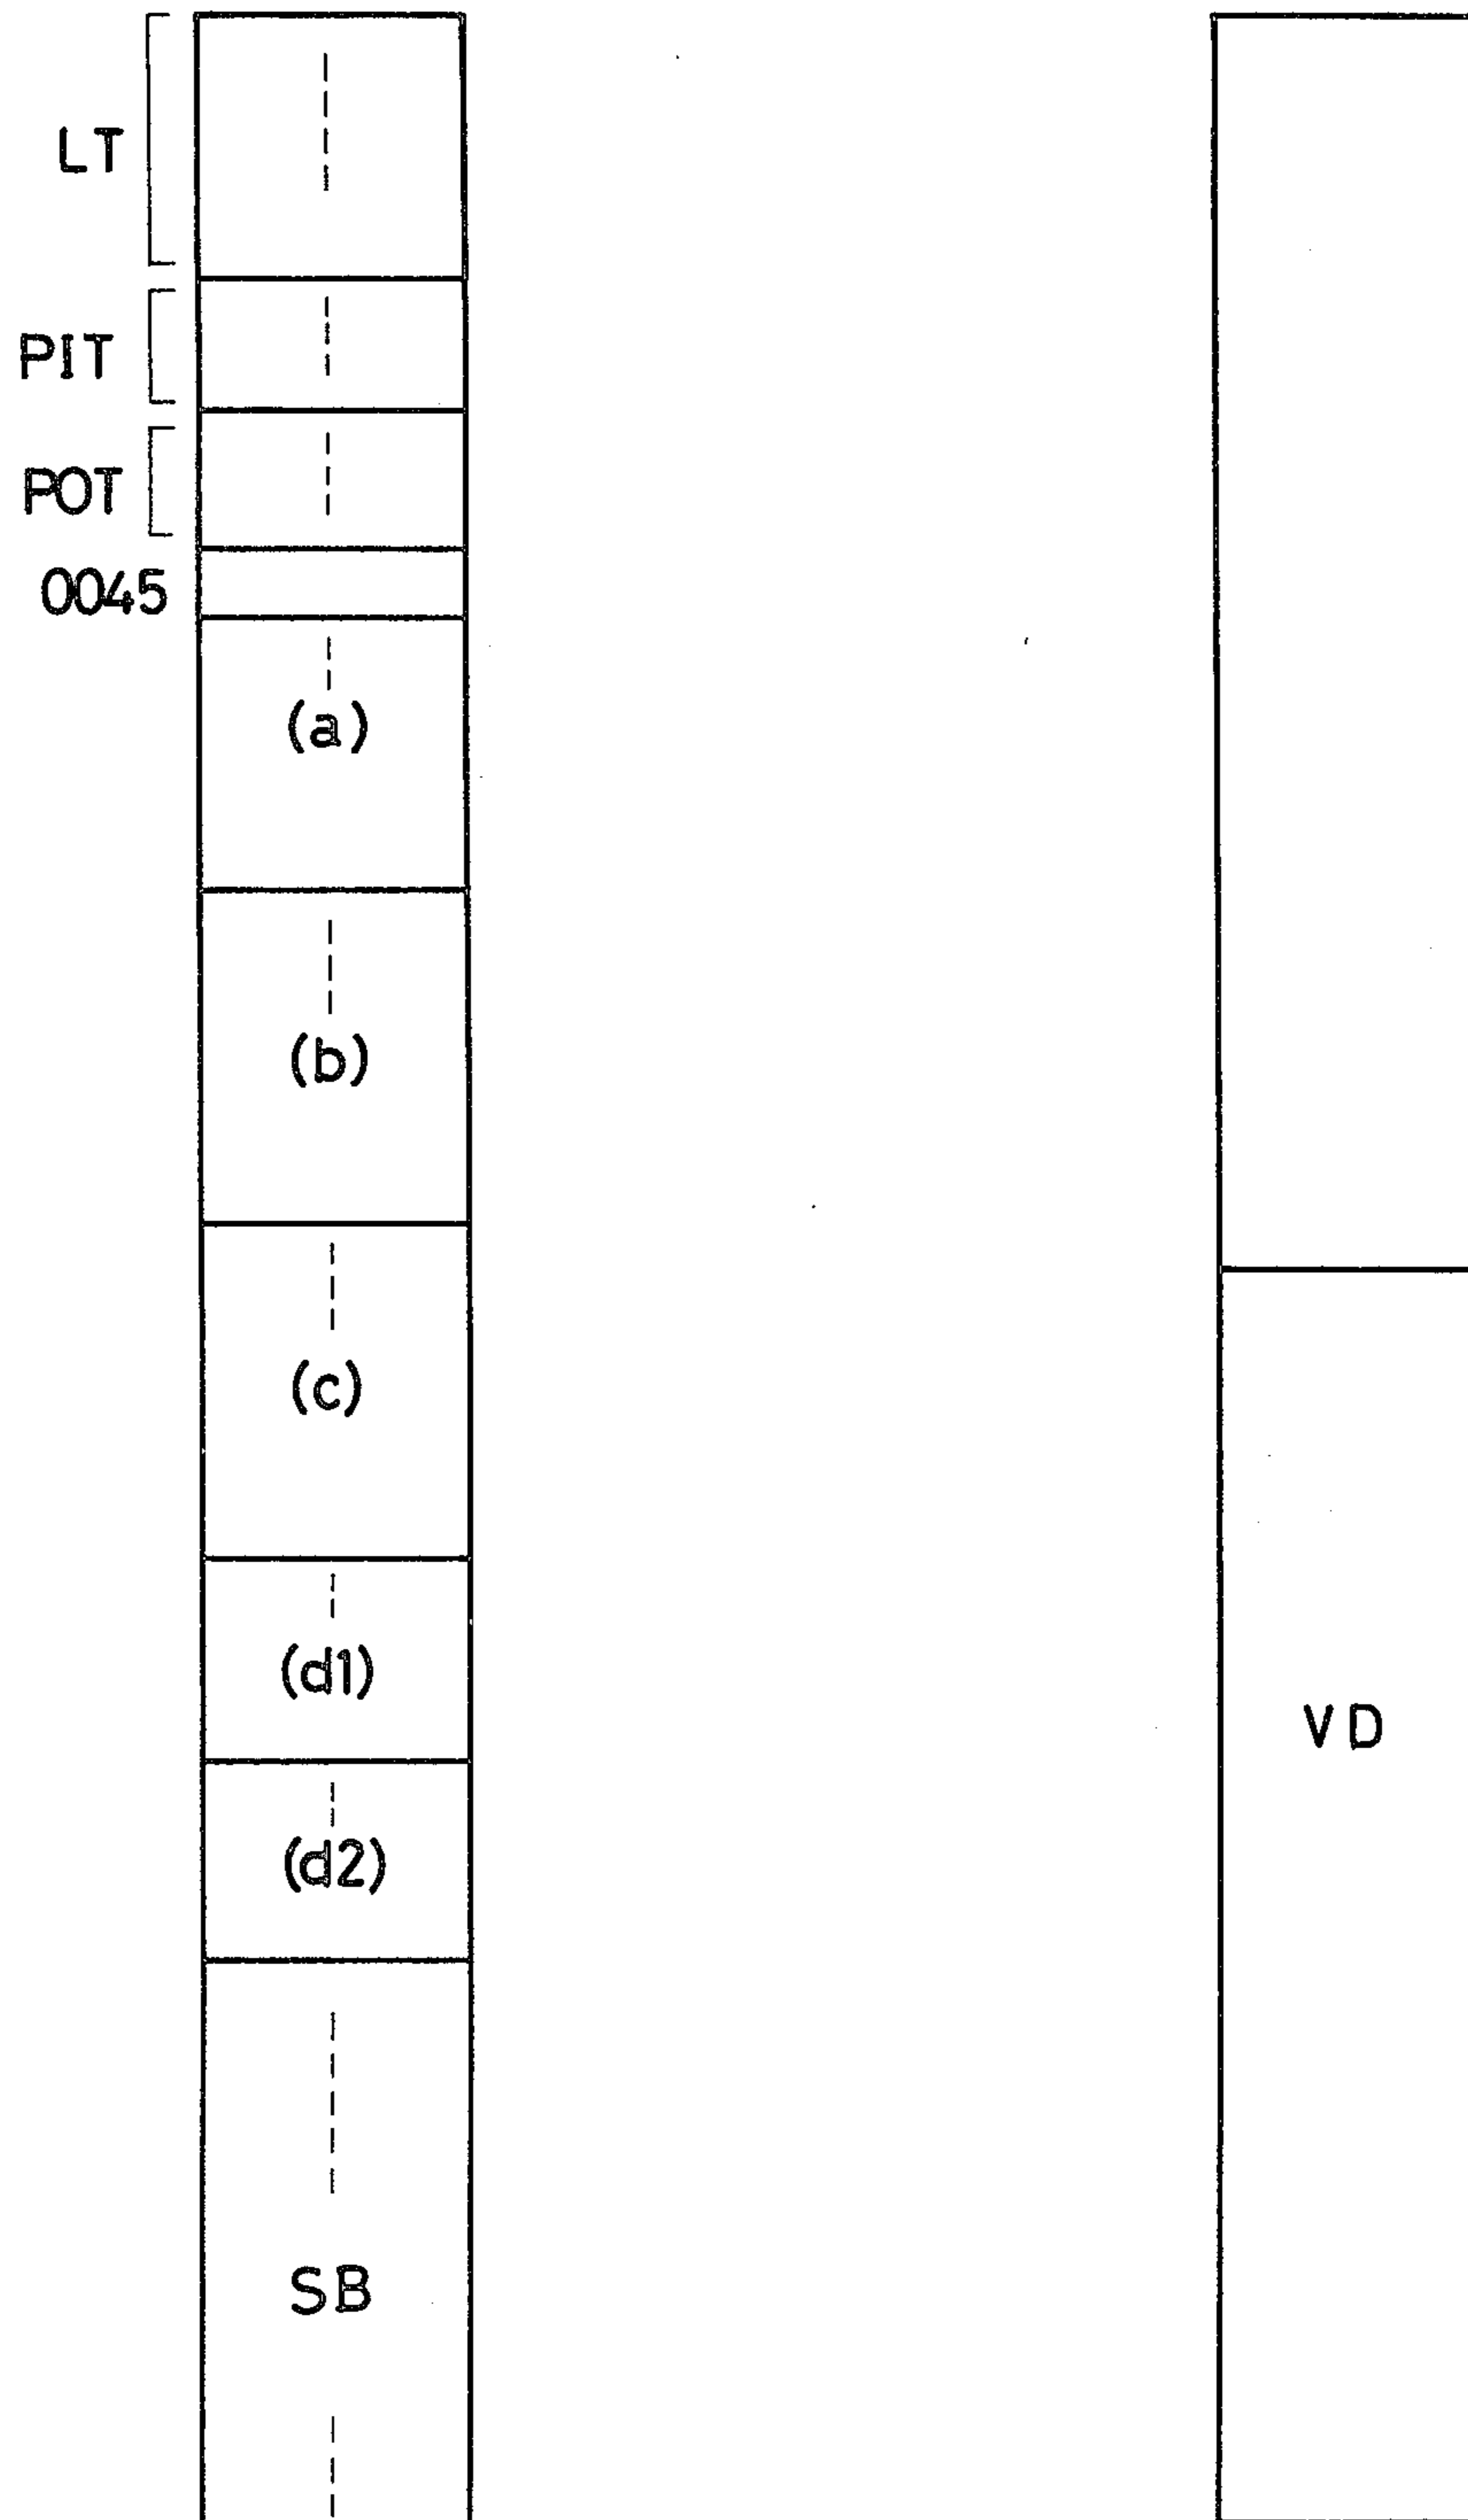 LT
PIT
POT
0045
(a)
(b)
(c)
(d1)
VD
(d2)
SB